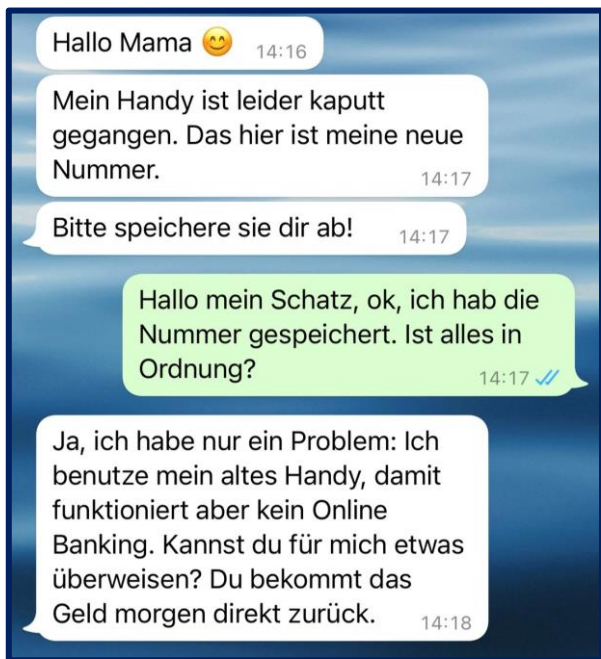 Hallo Mama 😊 14:16
Mein Handy ist leider kaputt
gegangen. Das hier ist meine neue
Nummer. 14:17
Bitte speichere sie dir ab! 14:17
Hallo mein Schatz, ok, ich hab die
Nummer gespeichert. Ist alles in
Ordnung? 14:17
Ja, ich habe nur ein Problem: Ich
benutze mein altes Handy, damit
funktioniert aber kein Online
Banking. Kannst du für mich etwas
überweisen? Du bekommt das
Geld morgen direkt zurück. 14:18